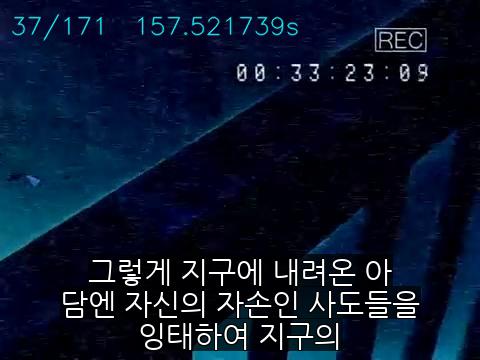 37/171 157.521739s
REC
00:33:23:09
그렇게 지구에 내려온 아
담엔 자신의 자손인 사도들을
잉태하여 지구의